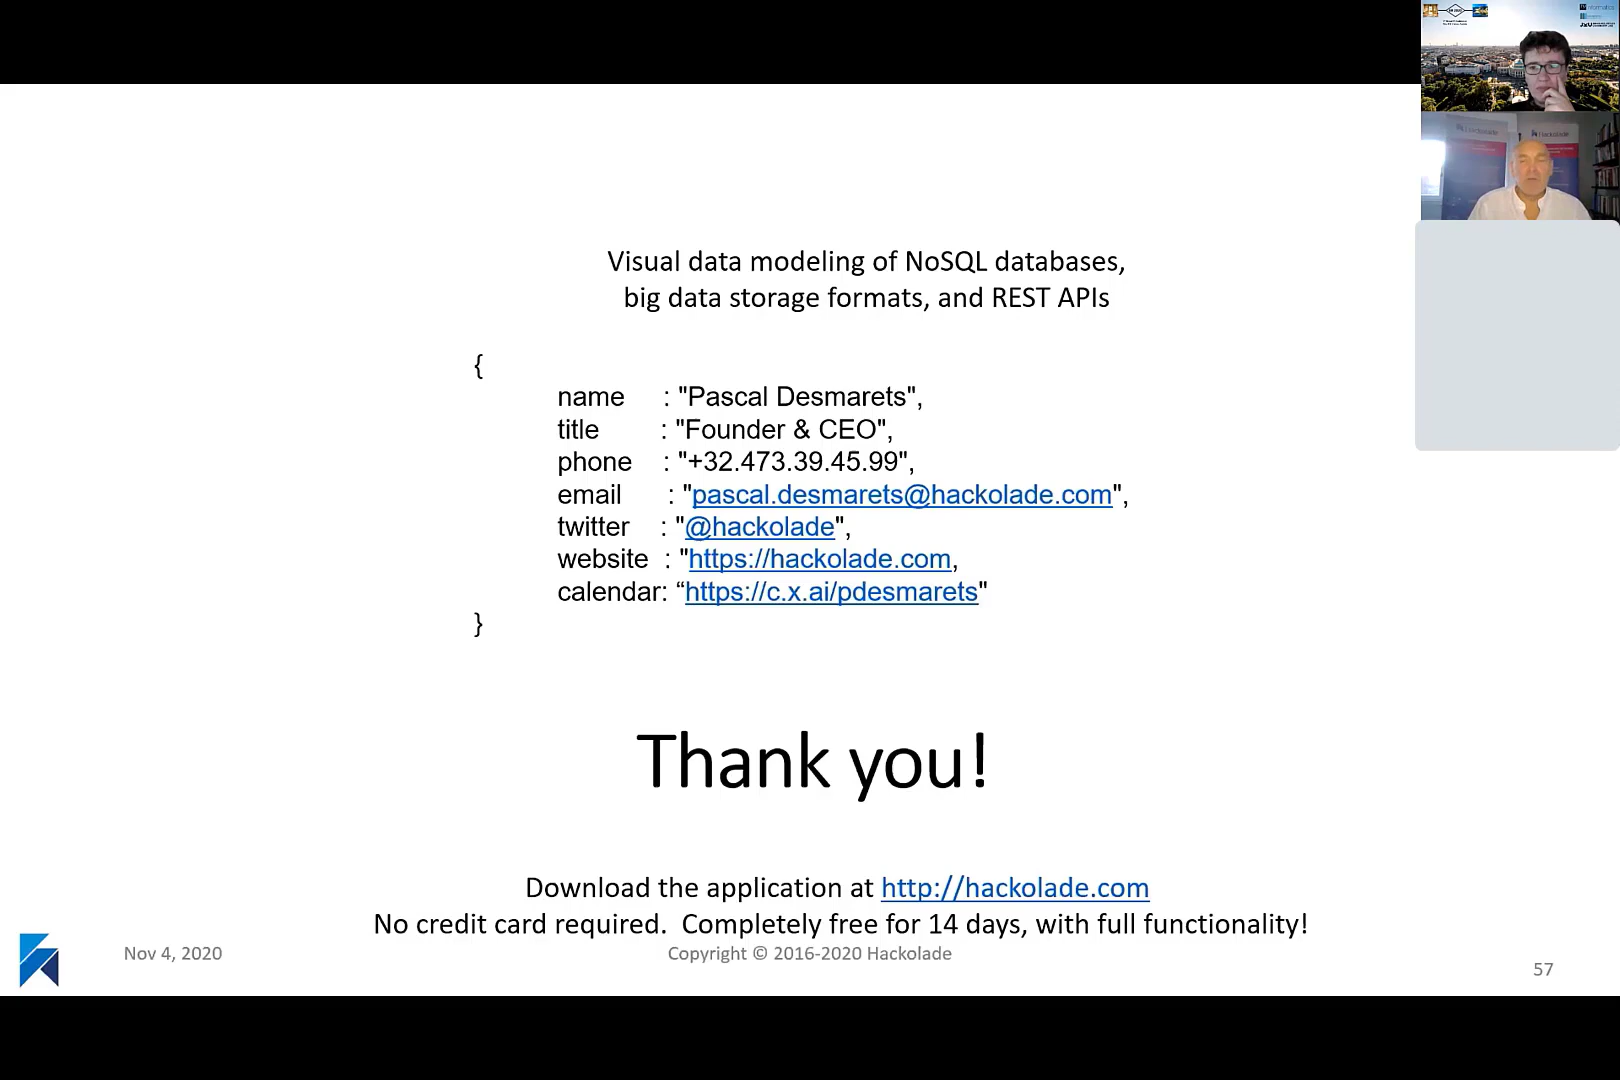 Visual data modeling of NoSQL databases,
big data storage formats, and REST APIs
{
name : "Pascal Desmarets",
title : "Founder & CEO",
phone : "+32.473.39.45.99",
email : "pascal.desmarets@hackolade.com",
twitter : "@hackolade",
website : "https://hackolade.com,
calendar: “https://c.x.ai/pdesmarets"
}
Thank you!
Download the application at http://hackolade.com
No credit card required.  Completely free for 14 days, with full functionality!
Nov 4, 2020
Copyright © 2016-2020 Hackolade
57
Hackolade